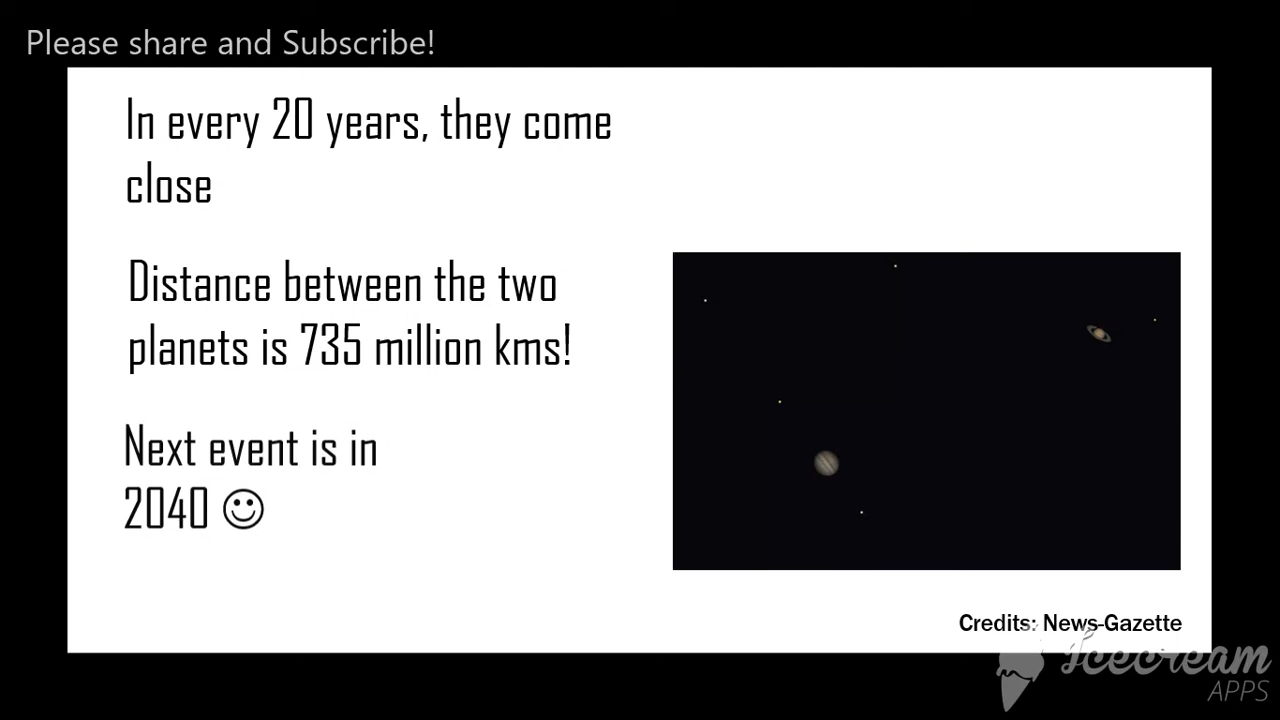 Please share and Subscribe!
In every 20 years, they come
close
Distance between the two
planets is 735 million kms!
Next event is in
2040 ☺
Credits: News-Gazette
Icecream
APPS